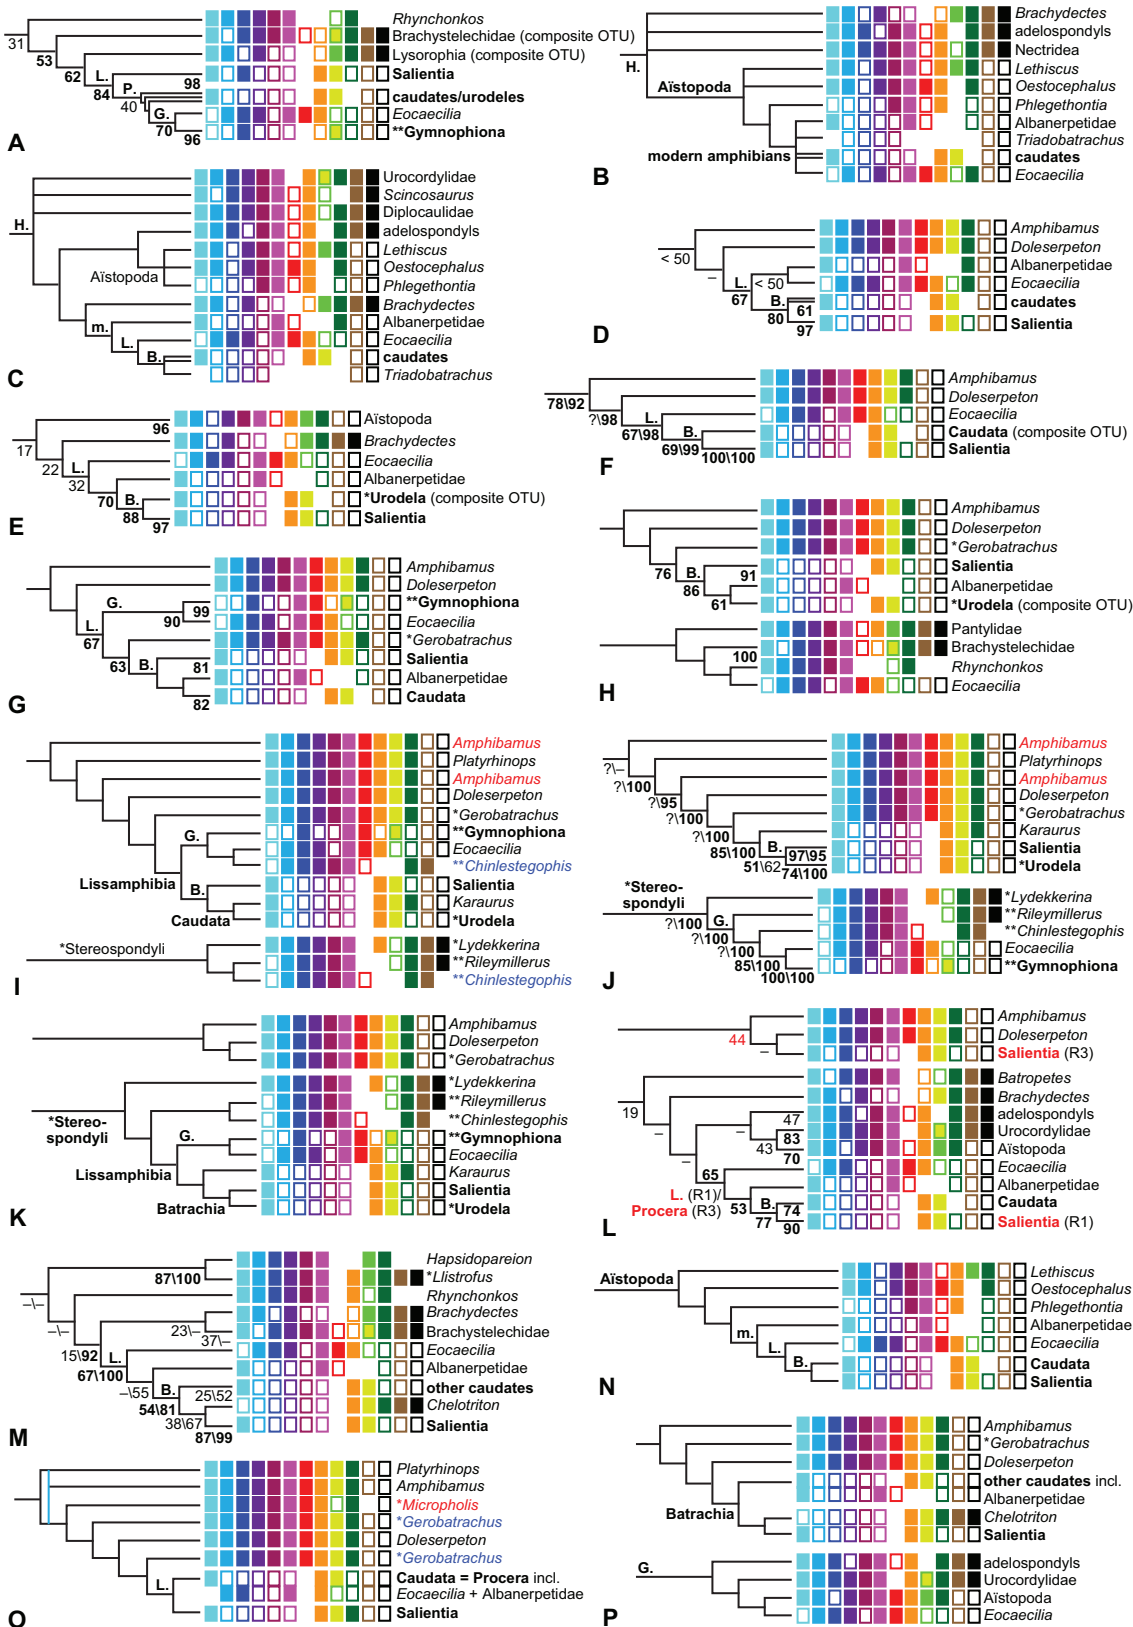 Rhynchonkos
Brachystelechidae (composite OTU)
Lysorophia (composite OTU)
Salientia
caudates/urodeles
Eocaecilia
**Gymnophiona
31
53
62
L.
84
P.
98
40
G.
70
96
A
Brachydectes
adelospondyls
Nectridea
Lethiscus
Oestocephalus
Phlegethontia
Albanerpetidae
Triadobatrachus
caudates
Eocaecilia
H.
Aïstopoda
modern amphibians
B
Urocordylidae
Scincosaurus
Diplocaulidae
adelospondyls
Lethiscus
Oestocephalus
Phlegethontia
Brachydectes
Albanerpetidae
Eocaecilia
caudates
Triadobatrachus
H.
Aïstopoda
m.
L.
B.
C
Amphibamus
Doleserpeton
Albanerpetidae
Eocaecilia
caudates
Salientia
< 50
–
L.
67
< 50
B.
80
61
97
D
Aïstopoda
Brachydectes
Eocaecilia
Albanerpetidae
*Urodela (composite OTU)
Salientia
96
17
22
L.
32
70
B.
88
97
E
Amphibamus
Doleserpeton
Eocaecilia
Caudata (composite OTU)
Salientia
78\92
?\98
L.
67\98
B.
69\99
100\100
F
Amphibamus
Doleserpeton
**Gymnophiona
Eocaecilia
*Gerobatrachus
Salientia
Albanerpetidae
Caudata
G.
99
90
L.
67
63
B.
81
82
G
Amphibamus
Doleserpeton
*Gerobatrachus
Salientia
Albanerpetidae
*Urodela (composite OTU)
Pantylidae
Brachystelechidae
Rhynchonkos
Eocaecilia
76
B.
86
91
61
100
H
Amphibamus
Platyrhinops
Amphibamus
Doleserpeton
*Gerobatrachus
**Gymnophiona
Eocaecilia
**Chinlestegophis
Salientia
Karaurus
*Urodela
*Lydekkerina
**Rileymillerus
**Chinlestegophis
G.
Lissamphibia
B.
Caudata
*Stereospondyli
I
Amphibamus
Platyrhinops
Amphibamus
Doleserpeton
*Gerobatrachus
Karaurus
Salientia
*Urodela
*Lydekkerina
**Rileymillerus
**Chinlestegophis
Eocaecilia
**Gymnophiona
?\–
?\100
?\95
?\100
?\100
85\100
B.
51\62
97\95
74\100
*Stereo-
spondyli
?\100
G.
?\100
?\100
85\100
100\100
J
Amphibamus
Doleserpeton
*Gerobatrachus
*Lydekkerina
**Rileymillerus
**Chinlestegophis
**Gymnophiona
Eocaecilia
Karaurus
Salientia
*Urodela
*Stereo-
spondyli
G.
Lissamphibia
Batrachia
K
Amphibamus
Doleserpeton
Salientia (R3)
Batropetes
Brachydectes
adelospondyls
Urocordylidae
Aïstopoda
Eocaecilia
Albanerpetidae
Caudata
Salientia (R1)
44
–
19
–
–
–
47
83
43
70
65
L. (R1)/
Procera (R3)
53
B.
77
74
90
L
Hapsidopareion
*Llistrofus
Rhynchonkos
Brachydectes
Brachystelechidae
Eocaecilia
Albanerpetidae
other caudates
Chelotriton
Salientia
87\100
–\–
–\–
23\–
37\–
15\92
L.
67\100
–\55
B.
54\81
25\52
38\67
87\99
M
Aïstopoda
Lethiscus
Oestocephalus
Phlegethontia
Albanerpetidae
Eocaecilia
Caudata
Salientia
m.
L.
B.
N
Platyrhinops
Amphibamus
*Micropholis
*Gerobatrachus
Doleserpeton
*Gerobatrachus
Caudata = Procera incl.
Eocaecilia + Albanerpetidae
Salientia
L.
O
Amphibamus
*Gerobatrachus
Doleserpeton
other caudates incl.
Albanerpetidae
Chelotriton
Salientia
Batrachia
G.
adelospondyls
Urocordylidae
Aïstopoda
Eocaecilia
P